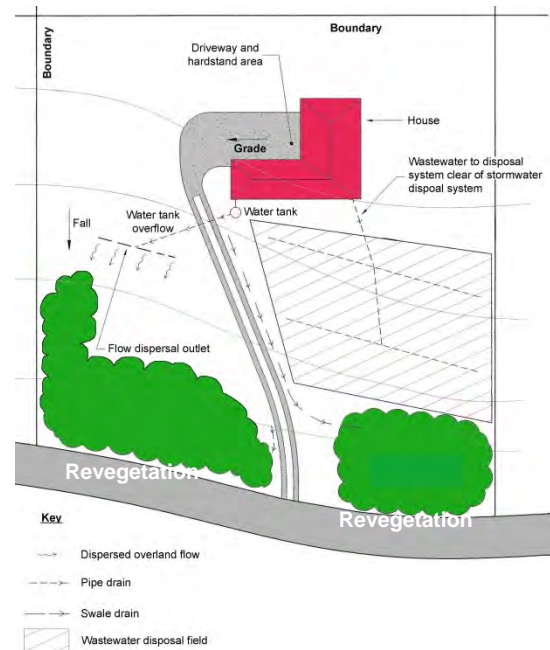 Boundary
Boundary
Driveway and
hardstand area
House
Grade
Wastewater to disposal
system clear of stormwater
dispoal system
Water tank
overflow
Water tank
Fall
Flow dispersal outlet
Revegetation
Revegetation
Key
Dispersed overland flow
Pipe drain
Swale drain
Wastewater disposal field